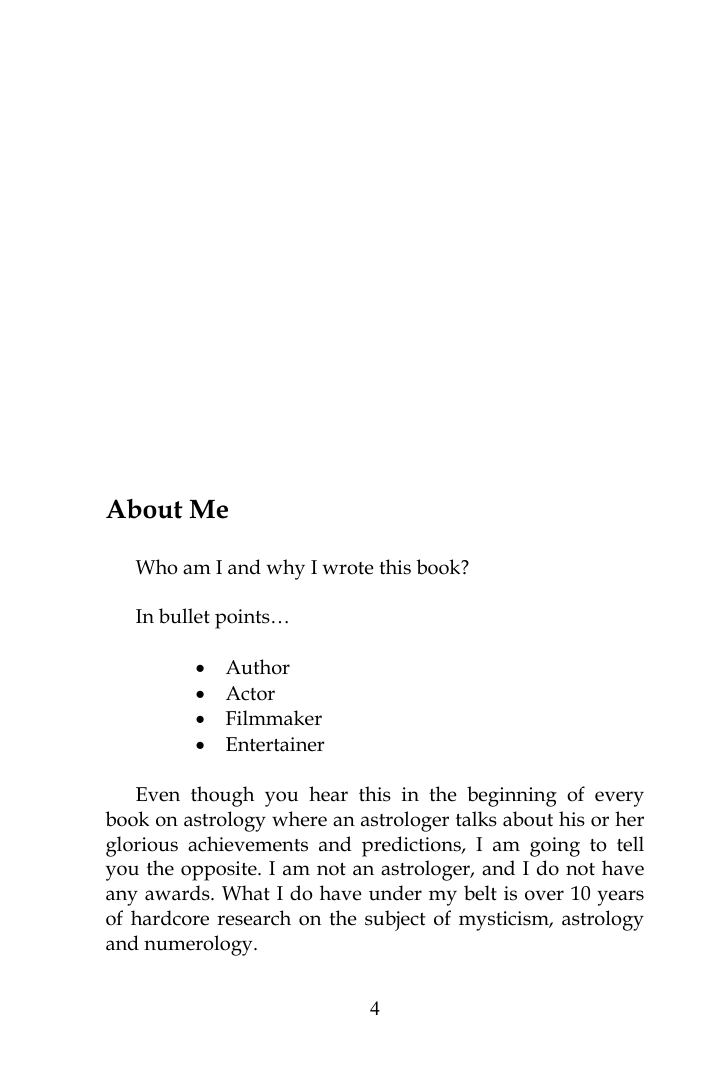 About Me
Who am I and why I wrote this book?
In bullet points…
• Author
• Actor
• Filmmaker
• Entertainer
Even though you hear this in the beginning of every
book on astrology where an astrologer talks about his or her
glorious achievements and predictions, I am going to tell
you the opposite. I am not an astrologer, and I do not have
any awards. What I do have under my belt is over 10 years
of hardcore research on the subject of mysticism, astrology
and numerology.
4